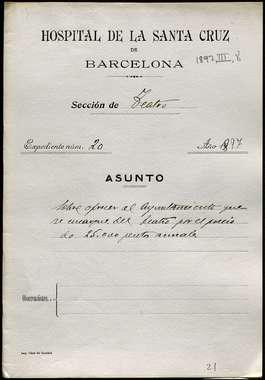 HOSPITAL DE LA SANTA CRUZ
DE
BARCELONA
1897, III, 8
Sección de Teatro
Expediente núm. 20 Año 1897
ASUNTO
Sobre ofrecer al Ayuntamiento que
se encargue del teatro por el precio
de 25.000 pesetas anuales
Observaciones.
21